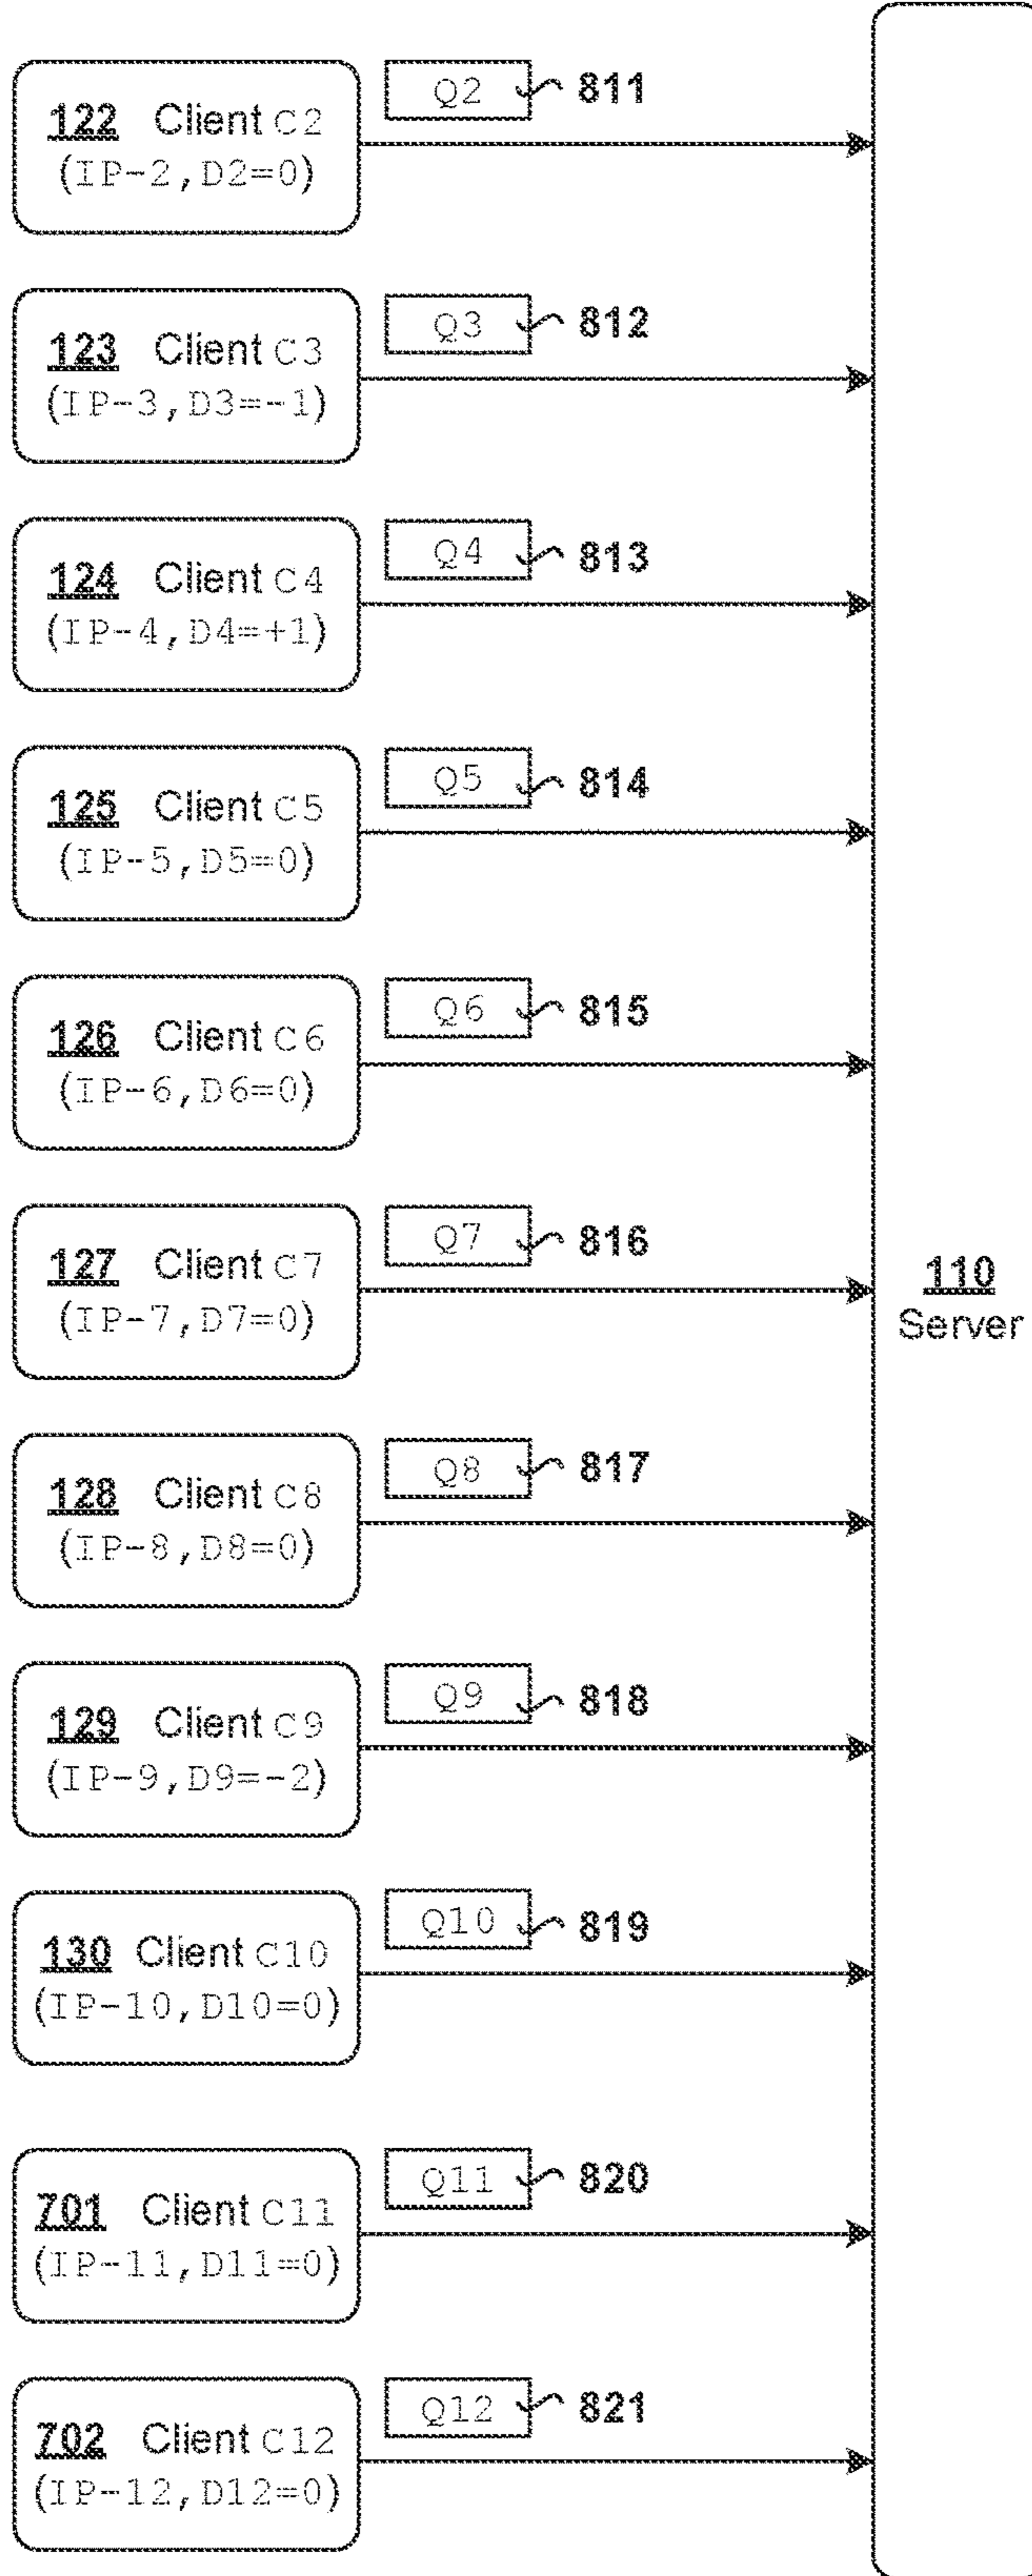 Q2 811
122 Client C2
(IP-2,D2=0)
Q3 812
123 Client C3
(IP-3,D3=-1)
Q4 813
124 Client C4
(IP-4,D4=+1)
Q5 814
125 Client C5
(IP-5,D5=0)
Q6 815
126 Client C6
(IP-6,D6=0)
Q7 816
127 Client C7
(IP-7,D7=0)
110
Server
Q8 817
128 Client C8
(IP-8,D8=0)
Q9 818
129 Client C9
(IP-9,D9=-2)
Q10 819
130 Client C10
(IP-10,D10=0)
Q11 820
701 Client C11
(IP-11,D11=0)
Q12 821
702 Client C12
(IP-12,D12=0)